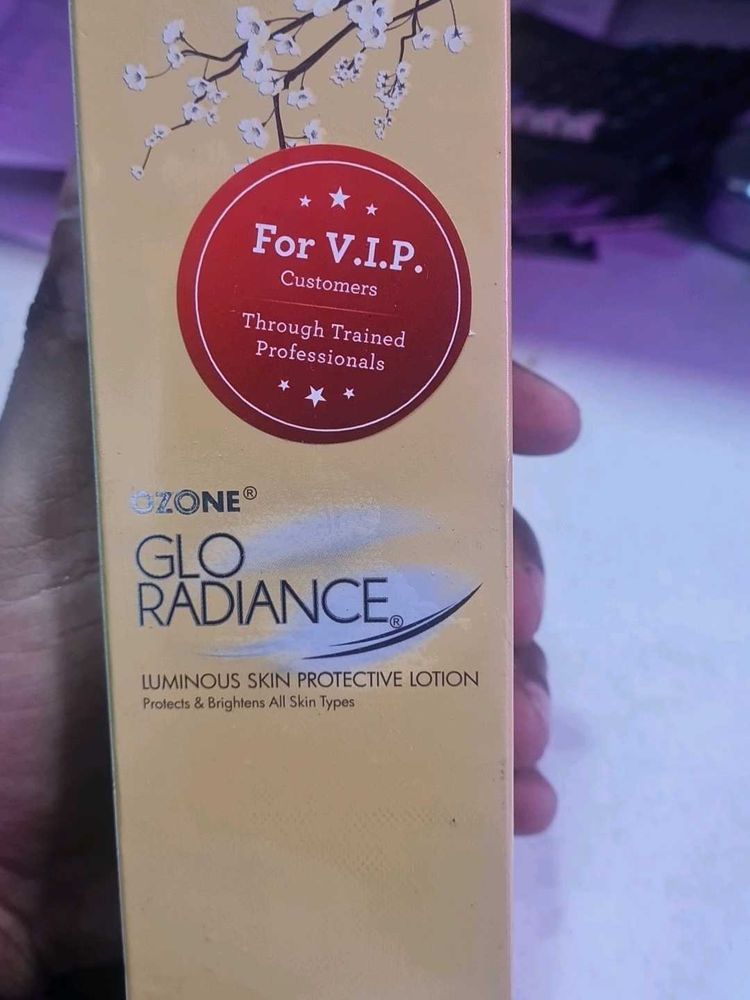 For V.I.P.
Customers
Through Trained
Professionals
OZONE®
GLO
RADIANCE®
LUMINOUS SKIN PROTECTIVE LOTION
Protects & Brightens All Skin Types